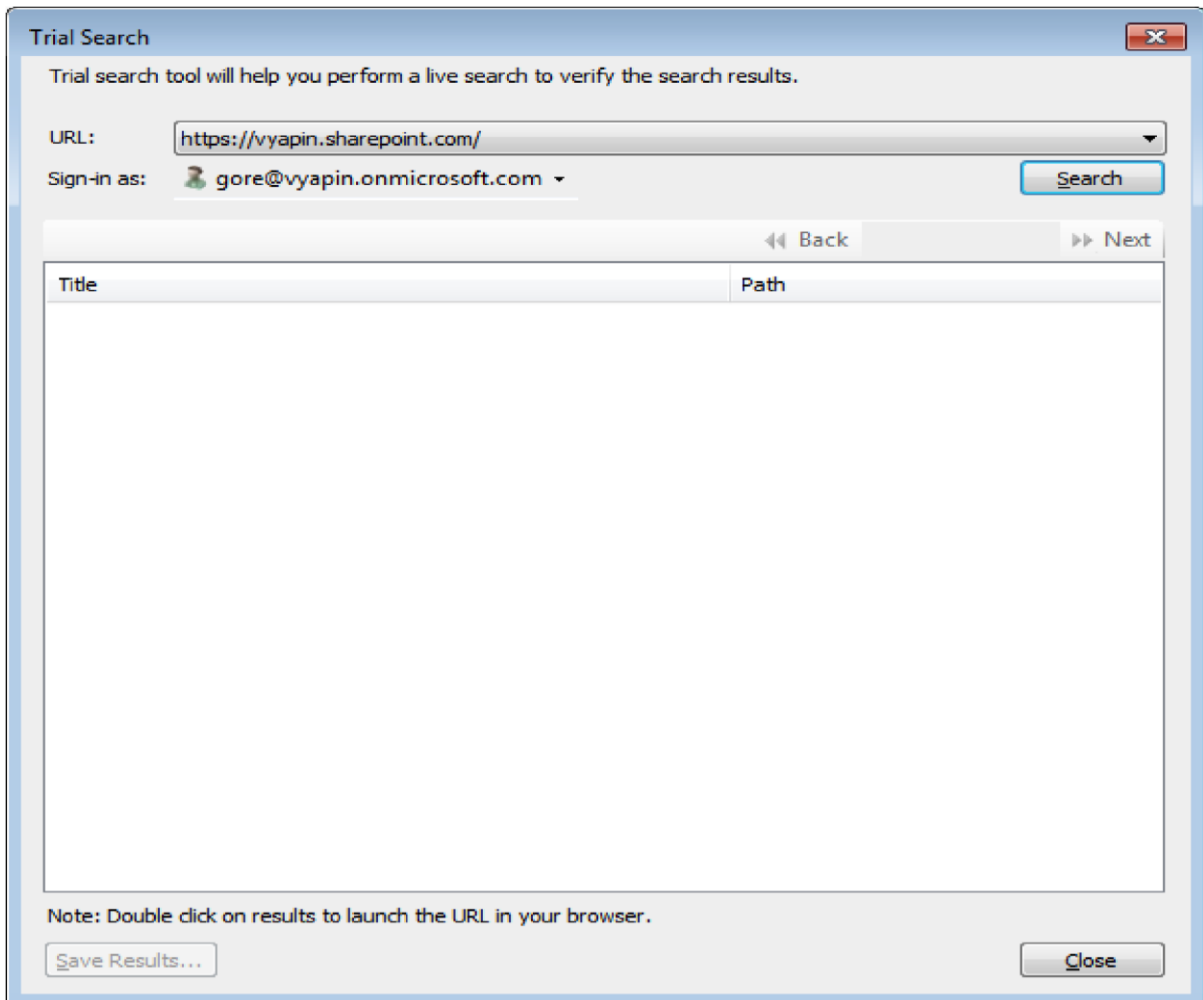 Trial Search
Trial search tool will help you perform a live search to verify the search results.
URL: https://vyapin.sharepoint.com/
Sign-in as: gore@vyapin.onmicrosoft.com Search
Back Next
Title Path
Note: Double click on results to launch the URL in your browser.
Save Results... Close